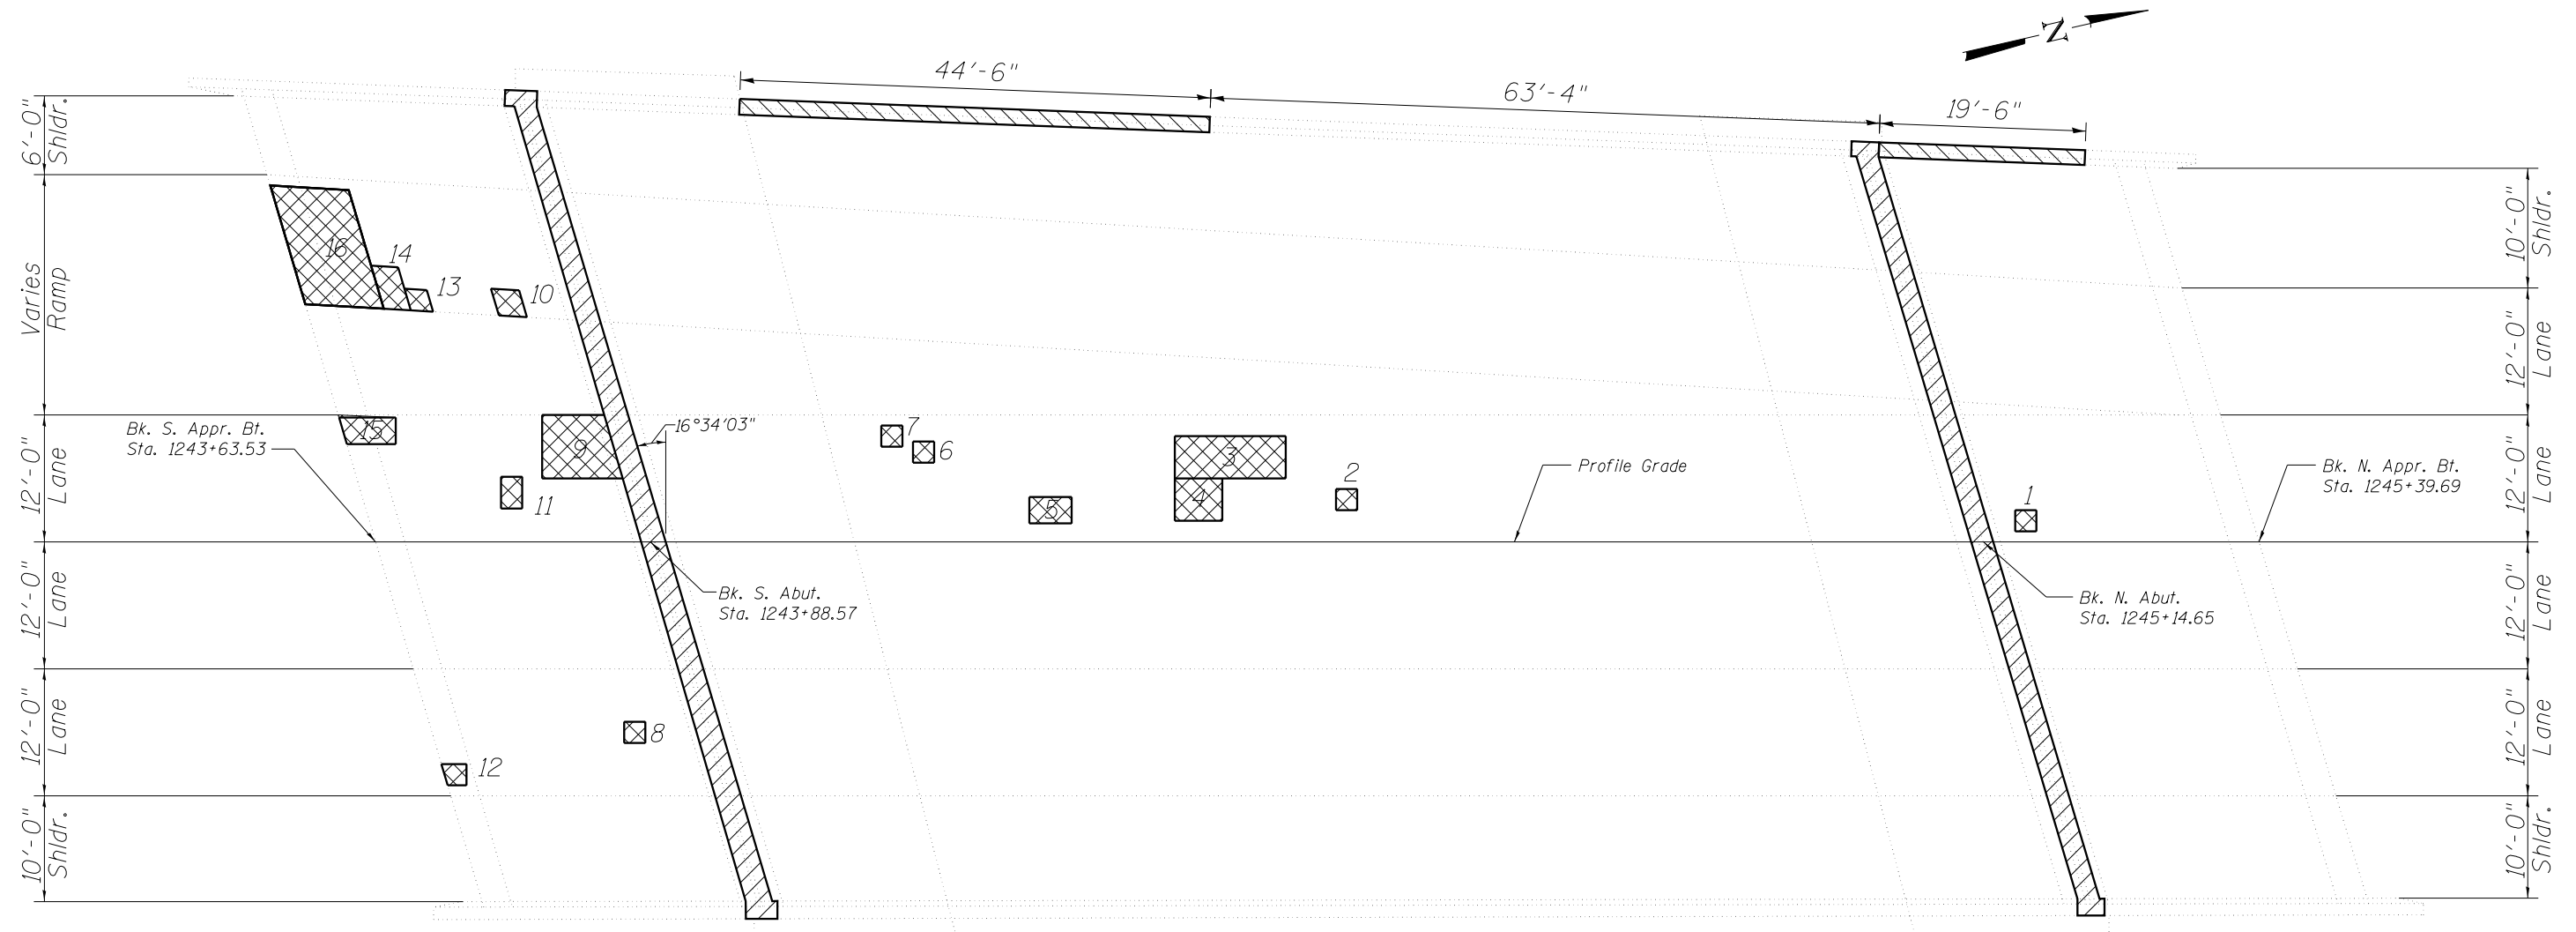 N
44'-6"
63'-4"
19'-6"
6'-0"
Shldr.
Varies
Ramp
12'-0"
Lane
12'-0"
Lane
12'-0"
Lane
10'-0"
Shldr.
16
14
13
10
15
9
11
12
8
7
6
5
3
4
2
1
16°34'03"
Bk. S. Appr. Bt.
Sta. 1243+63.53
Bk. S. Abut.
Sta. 1243+88.57
Profile Grade
Bk. N. Abut.
Sta. 1245+14.65
Bk. N. Appr. Bt.
Sta. 1245+39.69
10'-0"
Shldr.
12'-0"
Lane
12'-0"
Lane
12'-0"
Lane
12'-0"
Lane
10'-0"
Shldr.